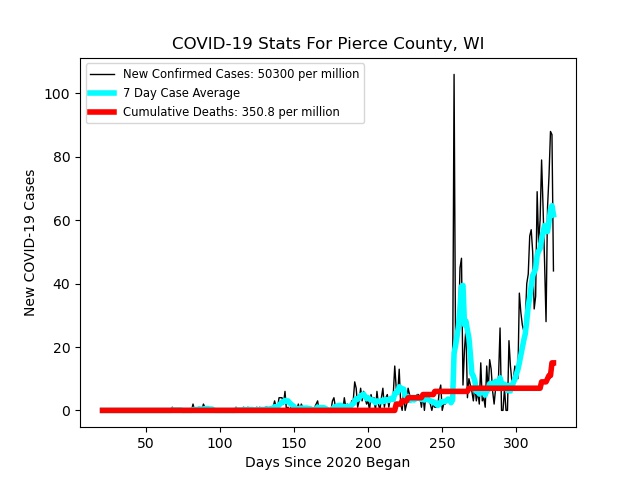 COVID-19 Stats For Pierce County, WI
New Confirmed Cases: 50300 per million
7 Day Case Average
Cumulative Deaths: 350.8 per million
New COVID-19 Cases
100
80
60
40
20
0
50 100 150 200 250 300
Days Since 2020 Began